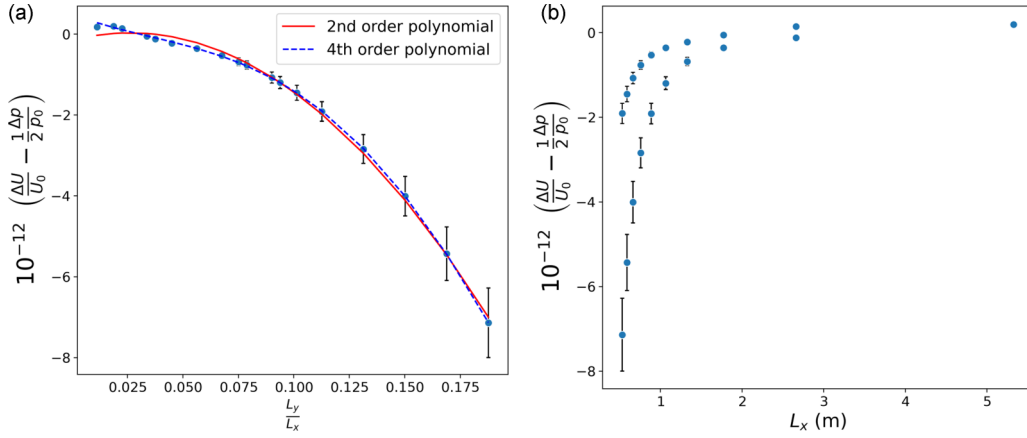 (a)
2nd order polynomial
4th order polynomial
0
−2
−4
−6
−8
10⁻¹² (ΔU/U₀ − 1/2 Δp/p₀)
0.025 0.050 0.075 0.100 0.125 0.150 0.175
L_y/L_x
(b)
0
−2
−4
−6
−8
10⁻¹² (ΔU/U₀ − 1/2 Δp/p₀)
1 2 3 4 5
Lₓ (m)